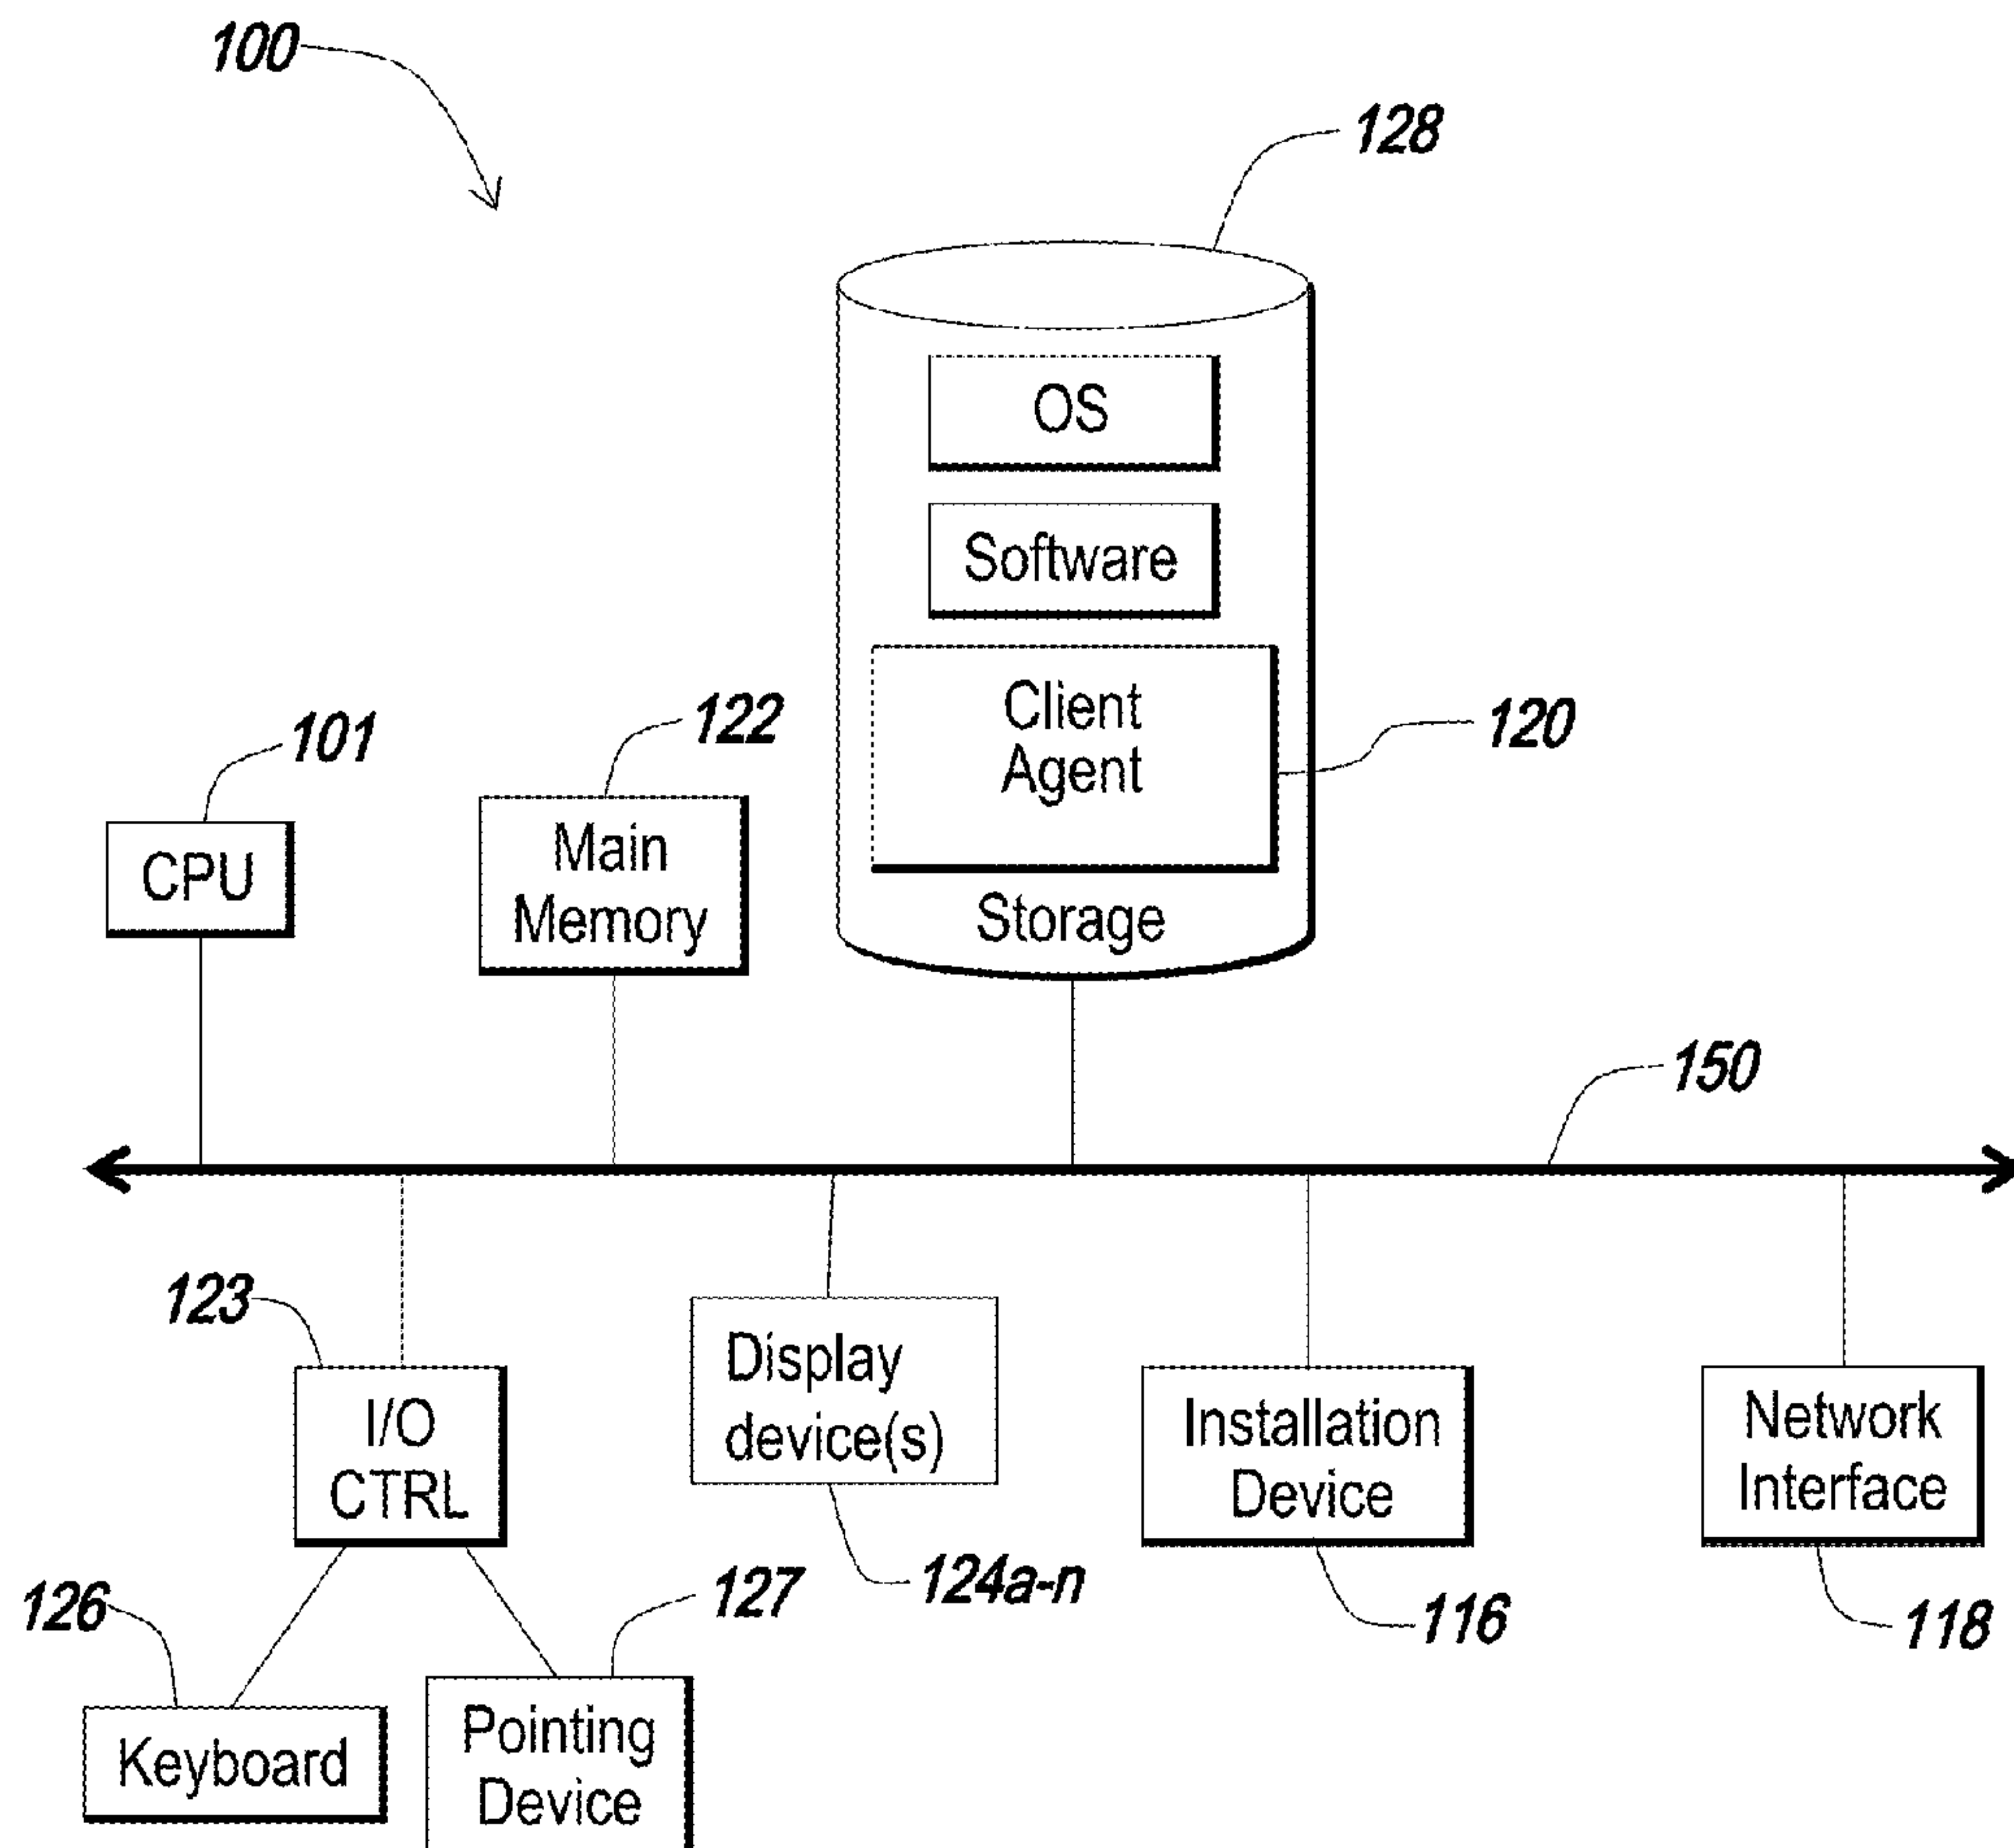 100
128
OS
Software
Client
Agent
120
Storage
101
CPU
122
Main
Memory
150
123
I/O
CTRL
Display
device(s)
124a-n
Installation
Device
116
Network
Interface
118
126
Keyboard
127
Pointing
Device